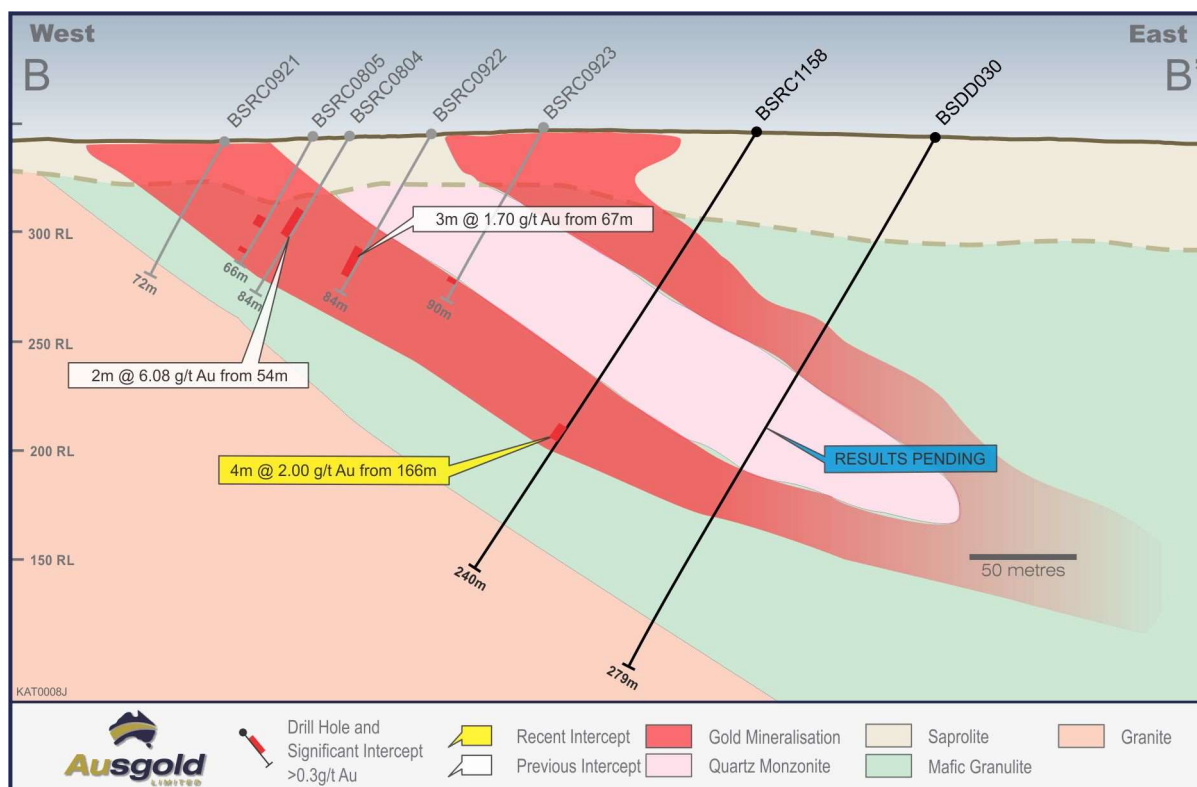 West
East
B
B'
BSRC0921
BSRC0805
BSRC0804
BSRC0922
BSRC0923
BSRC1158
BSDD030
300 RL
250 RL
200 RL
150 RL
3m @ 1.70 g/t Au from 67m
72m
66m
84m
84m
90m
2m @ 6.08 g/t Au from 54m
4m @ 2.00 g/t Au from 166m
RESULTS PENDING
50 metres
240m
279m
KAT0008J
Ausgold
LIMITED
Drill Hole and
Significant Intercept
>0.3g/t Au
Recent Intercept
Previous Intercept
Gold Mineralisation
Quartz Monzonite
Saprolite
Mafic Granulite
Granite